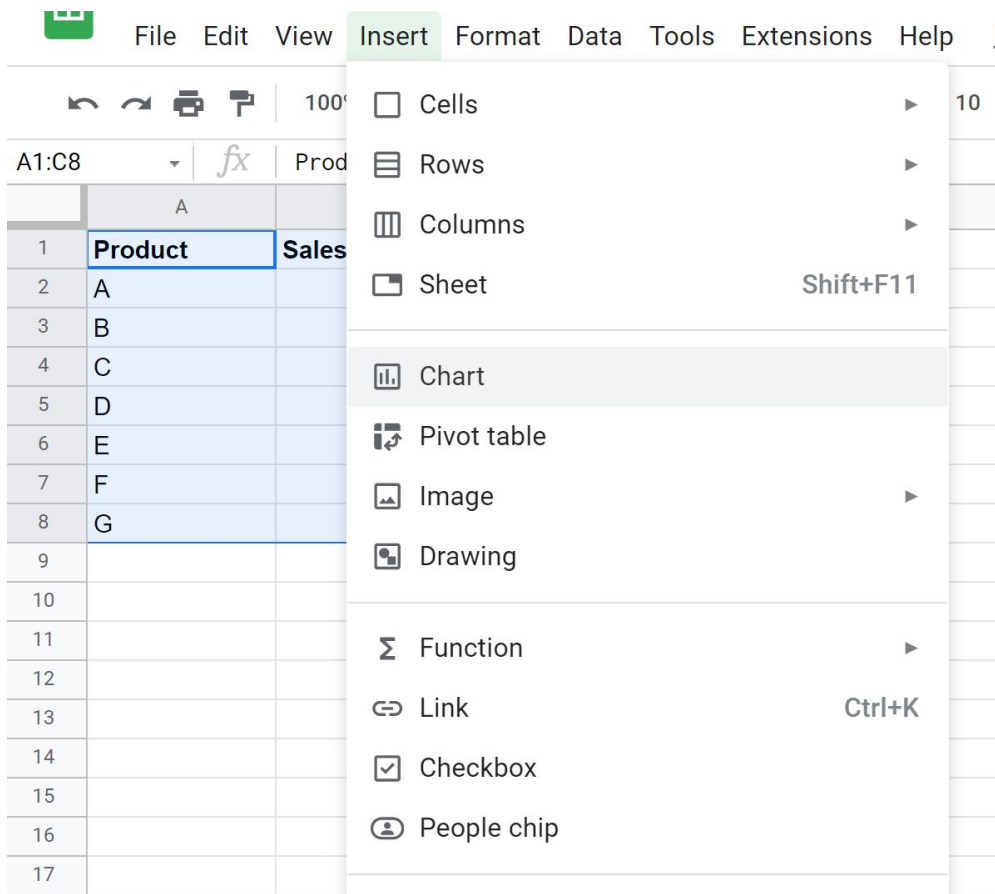 File Edit View Insert Format Data Tools Extensions Help
100% 10
A1:C8 fx Prod
A
1 Product Sales
2 A
3 B
4 C
5 D
6 E
7 F
8 G
9
10
11
12
13
14
15
16
17
Cells
Rows
Columns
Sheet Shift+F11
Chart
Pivot table
Image
Drawing
Function
Link Ctrl+K
Checkbox
People chip